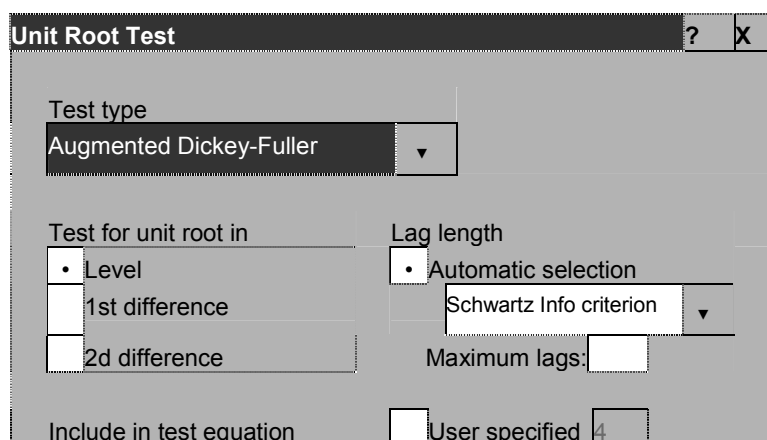 Unit Root Test ? X
Test type
Augmented Dickey-Fuller ▼
Test for unit root in
• Level
1st difference
2d difference
Lag length
• Automatic selection
Schwartz Info criterion ▼
Maximum lags:
Include in test equation
User specified 4